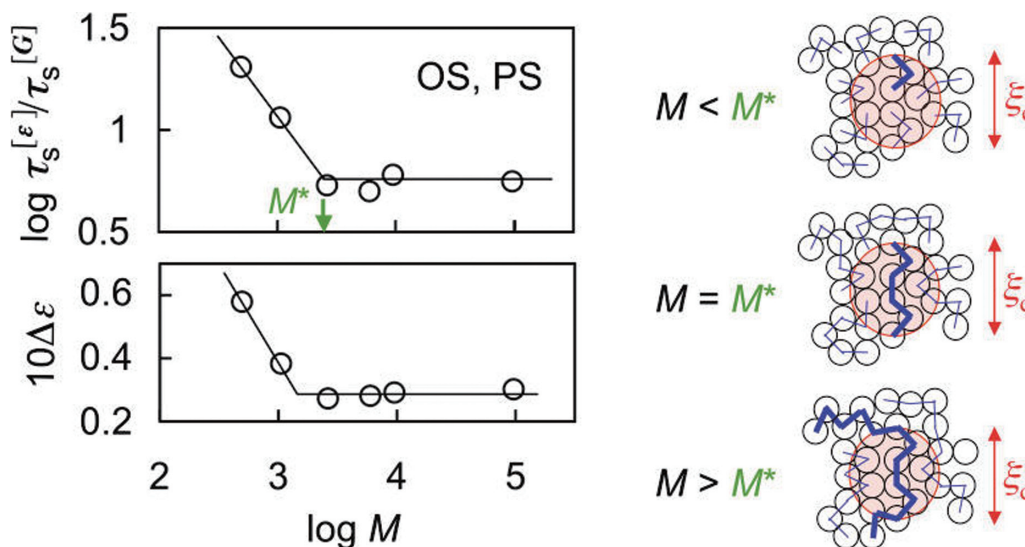 1.5
log τs[ε]/τs[G]
OS, PS
1
M*
0.5
0.6
10Δε
0.4
0.2
2
3
4
5
log M
M < M*
M = M*
M > M*